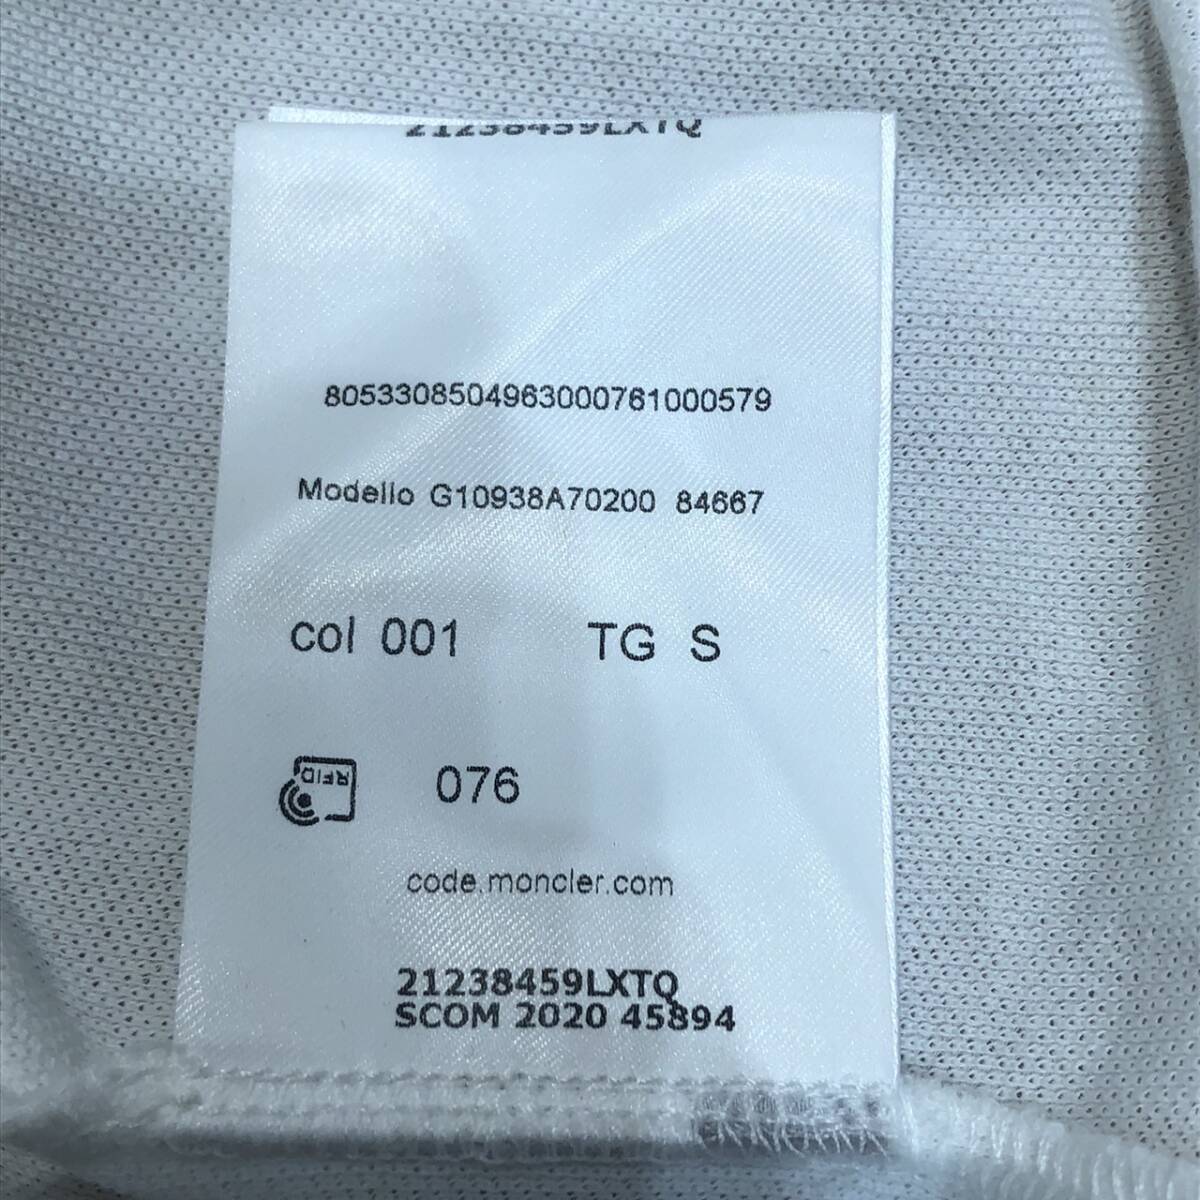 21238459LXTQ
8053308504963000761000579
Modello G10938A70200 84667
col 001 TG S
RFID 076
code.moncler.com
21238459LXTQ
SCOM 2020 45894